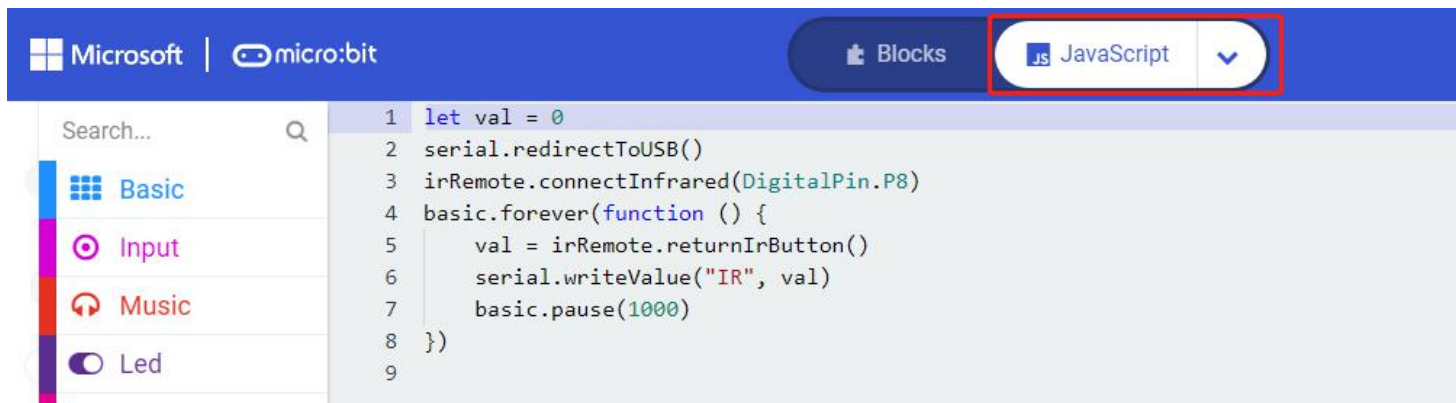 Microsoft | micro:bit
Blocks
JS JavaScript
Search...
Basic
Input
Music
Led
1 let val = 0
2 serial.redirectToUSB()
3 irRemote.connectInfrared(DigitalPin.P8)
4 basic.forever(function () {
5     val = irRemote.returnIrButton()
6     serial.writeValue("IR", val)
7     basic.pause(1000)
8 })
9